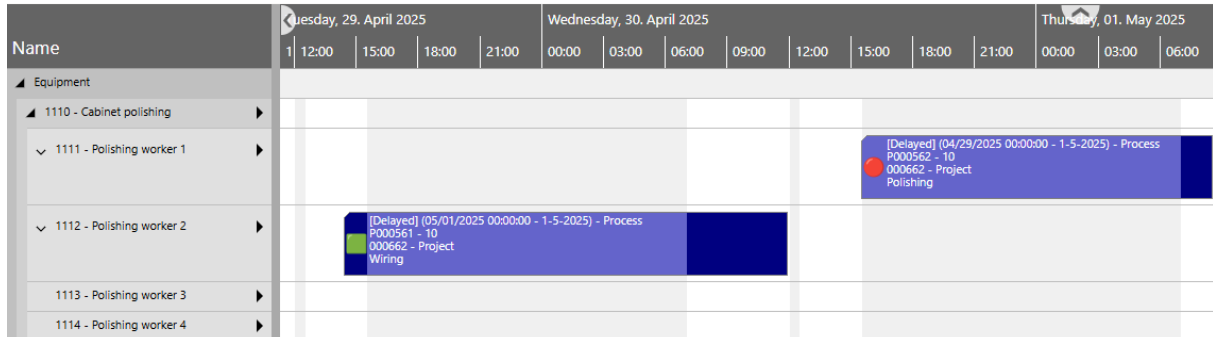 uesday, 29. April 2025 Wednesday, 30. April 2025 Thursday, 01. May 2025
Name
1 12:00 15:00 18:00 21:00 00:00 03:00 06:00 09:00 12:00 15:00 18:00 21:00 00:00 03:00 06:00
Equipment
1110 - Cabinet polishing
1111 - Polishing worker 1
[Delayed] (04/29/2025 00:00:00 - 1-5-2025) - Process
P000562 - 10
000662 - Project
Polishing
1112 - Polishing worker 2
[Delayed] (05/01/2025 00:00:00 - 1-5-2025) - Process
P000561 - 10
000662 - Project
Wiring
1113 - Polishing worker 3
1114 - Polishing worker 4